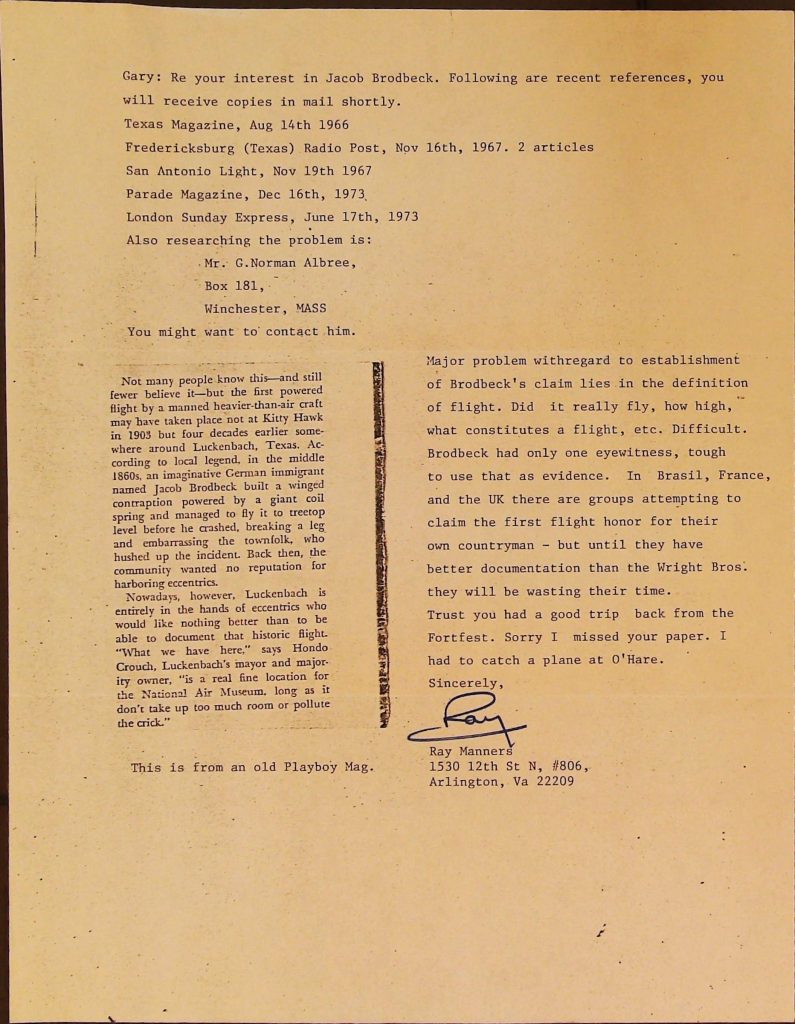 Gary: Re your interest in Jacob Brodbeck. Following are recent references, you
will receive copies in mail shortly.
Texas Magazine, Aug 14th 1966
Fredericksburg (Texas) Radio Post, Nov 16th, 1967. 2 articles
San Antonio Light, Nov 19th 1967
Parade Magazine, Dec 16th, 1973.
London Sunday Express, June 17th, 1973
Also researching the problem is:
Mr. G.Norman Albree,
Box 181,
Winchester, MASS
You might want to contact him.
Not many people know this—and still
fewer believe it—but the first powered
flight by a manned heavier-than-air craft
may have taken place not at Kitty Hawk
in 1903 but four decades earlier some-
where around Luckenbach, Texas. Ac-
cording to local legend, in the middle
1860s, an imaginative German immigrant
named Jacob Brodbeck built a winged
contraption powered by a giant coil
spring and managed to fly it to treetop
level before he crashed, breaking a leg
and embarrassing the townfolk, who
hushed up the incident. Back then, the
community wanted no reputation for
harboring eccentrics.
Nowadays, however, Luckenbach is
entirely in the hands of eccentrics who
would like nothing better than to be
able to document that historic flight.
"What we have here," says Hondo
Crouch, Luckenbach's mayor and major-
ity owner, "is a real fine location for
the National Air Museum, long as it
don't take up too much room or pollute
the crick."
This is from an old Playboy Mag.
Major problem withregard to establishment
of Brodbeck's claim lies in the definition
of flight. Did it really fly, how high,
what constitutes a flight, etc. Difficult.
Brodbeck had only one eyewitness, tough
to use that as evidence. In Brasil, France,
and the UK there are groups attempting to
claim the first flight honor for their
own countryman - but until they have
better documentation than the Wright Bros.
they will be wasting their time.
Trust you had a good trip back from the
Fortfest. Sorry I missed your paper. I
had to catch a plane at O'Hare.
Sincerely,
Ray
Ray Manners
1530 12th St N, #806,
Arlington, Va 22209